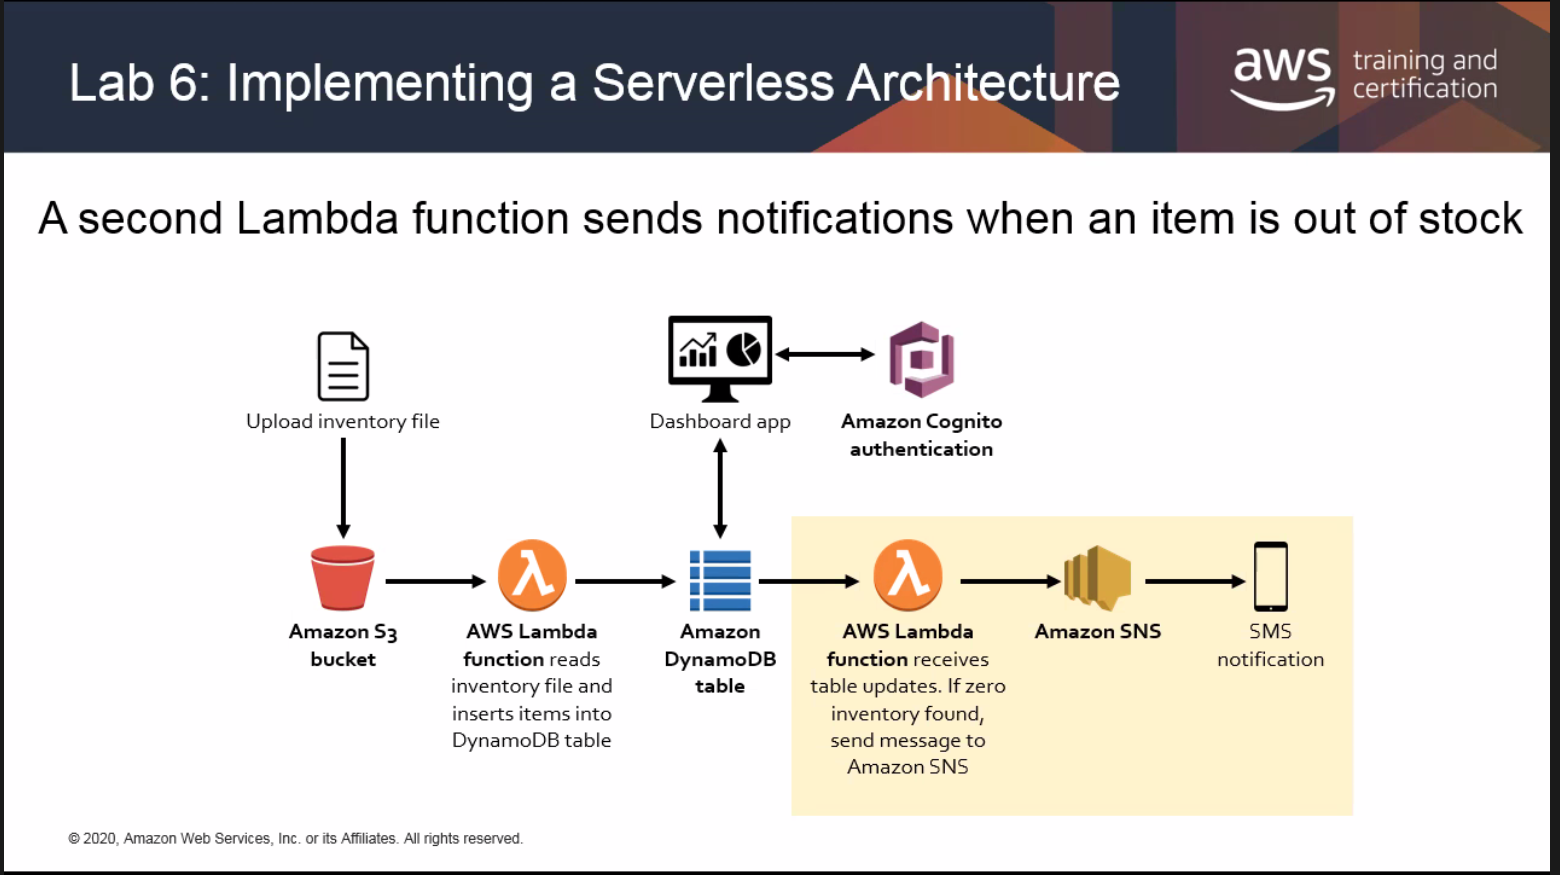 Lab 6: Implementing a Serverless Architecture
aws training and
certification
A second Lambda function sends notifications when an item is out of stock
Upload inventory file
Dashboard app
Amazon Cognito
authentication
Amazon S3
bucket
AWS Lambda
function reads
inventory file and
inserts items into
DynamoDB table
Amazon
DynamoDB
table
AWS Lambda
function receives
table updates. If zero
inventory found,
send message to
Amazon SNS
Amazon SNS
SMS
notification
© 2020, Amazon Web Services, Inc. or its Affiliates. All rights reserved.